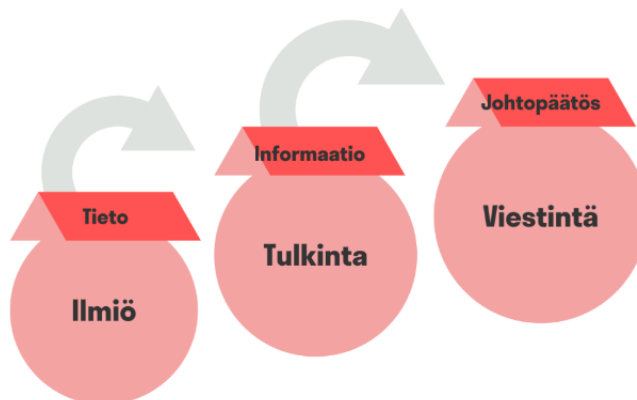 Tieto
Ilmiö
Informaatio
Tulkinta
Johtopäätös
Viestintä